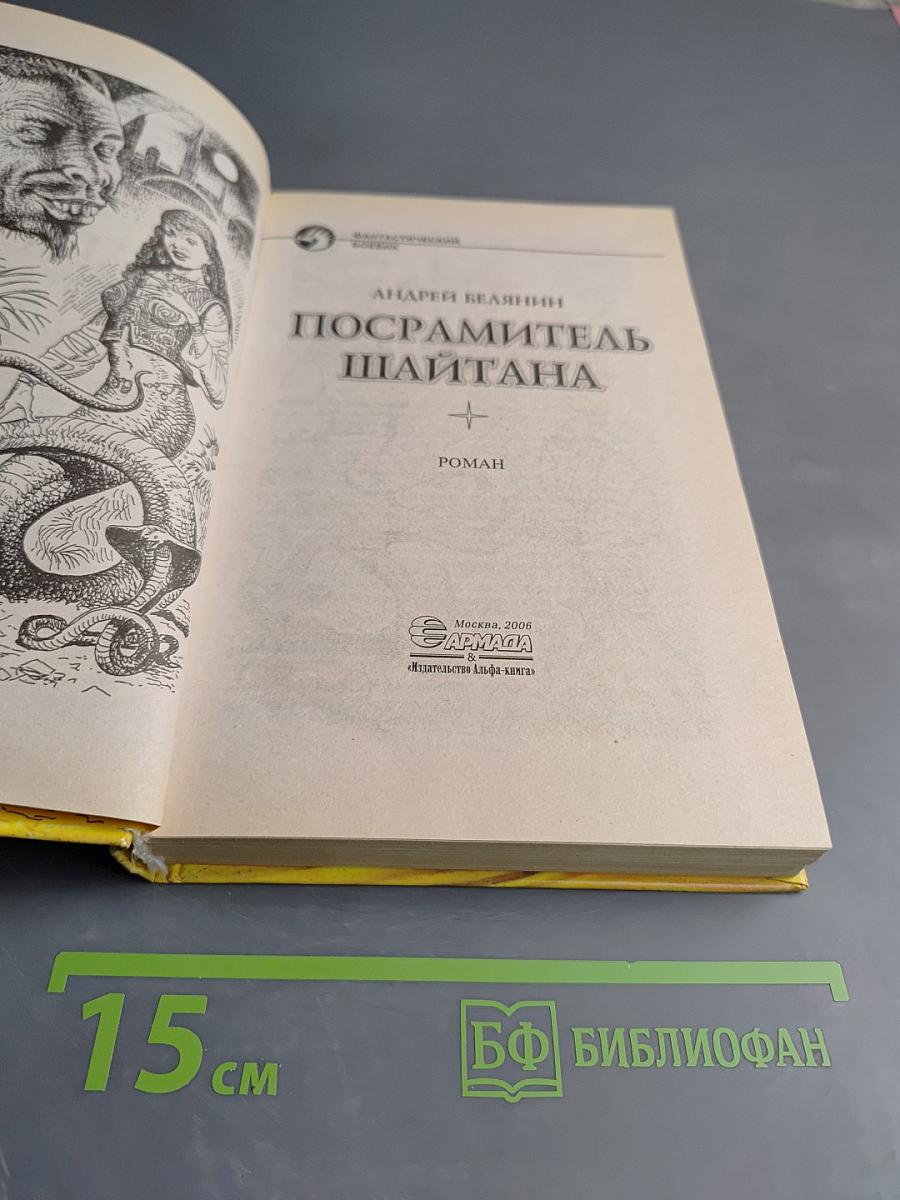 ФАНТАСТИЧЕСКИЙ
БОЕВИК
АНДРЕЙ БЕЛЯНИН
ПОСРАМИТЕЛЬ
ШАЙТАНА
РОМАН
Москва, 2006
АРМАДА
&
«Издательство Альфа-книга»
15 см
БФ БИБЛИОФАН